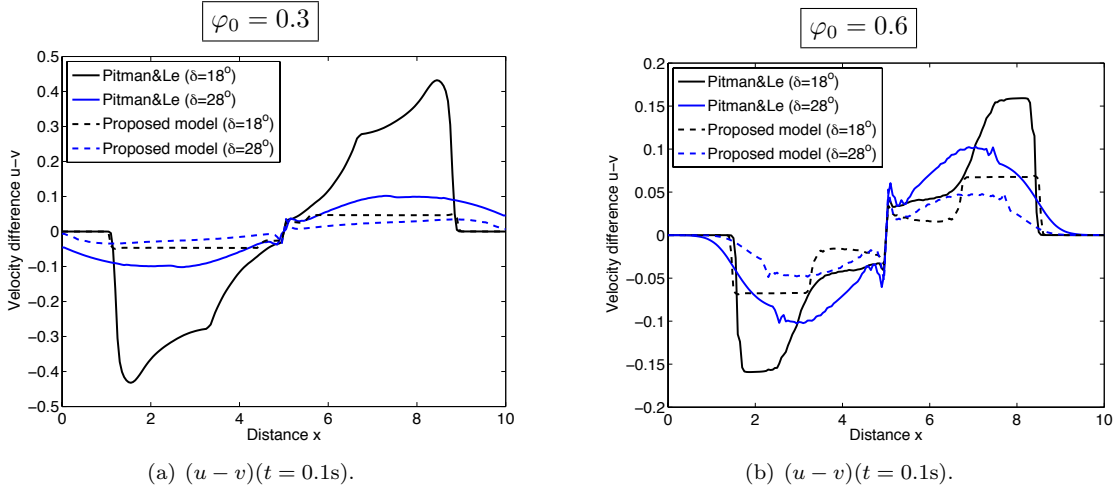 φ₀ = 0.3
Velocity difference u−v
0.5
0.4
0.3
0.2
0.1
0
−0.1
−0.2
−0.3
−0.4
−0.5
Pitman&Le (δ=18°)
Pitman&Le (δ=28°)
Proposed model (δ=18°)
Proposed model (δ=28°)
0 2 4 6 8 10
Distance x
(a) (u − v)(t = 0.1s).
φ₀ = 0.6
Velocity difference u−v
0.2
0.15
0.1
0.05
0
−0.05
−0.1
−0.15
−0.2
Pitman&Le (δ=18°)
Pitman&Le (δ=28°)
Proposed model (δ=18°)
Proposed model (δ=28°)
0 2 4 6 8 10
Distance x
(b) (u − v)(t = 0.1s).